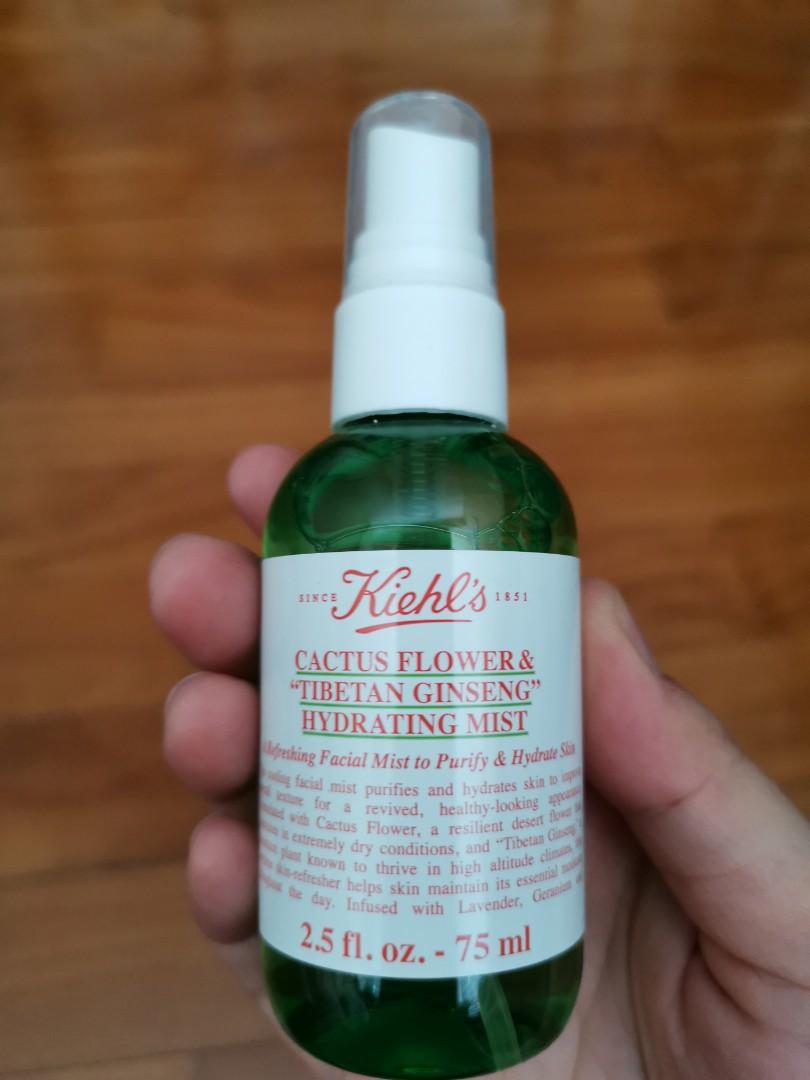 SINCE Kiehl's 1851
CACTUS FLOWER &
“TIBETAN GINSENG”
HYDRATING MIST
Refreshing Facial Mist to Purify & Hydrate Skin
facial mist purifies and hydrates skin to
texture for a revived, healthy-looking
with Cactus Flower, a resilient desert flower
in extremely dry conditions, and “Tibetan Ginseng,”
plant known to thrive in high altitude climates,
skin-refresher helps skin maintain its essential
the day. Infused with Lavender, Geranium
2.5 fl. oz. - 75 ml